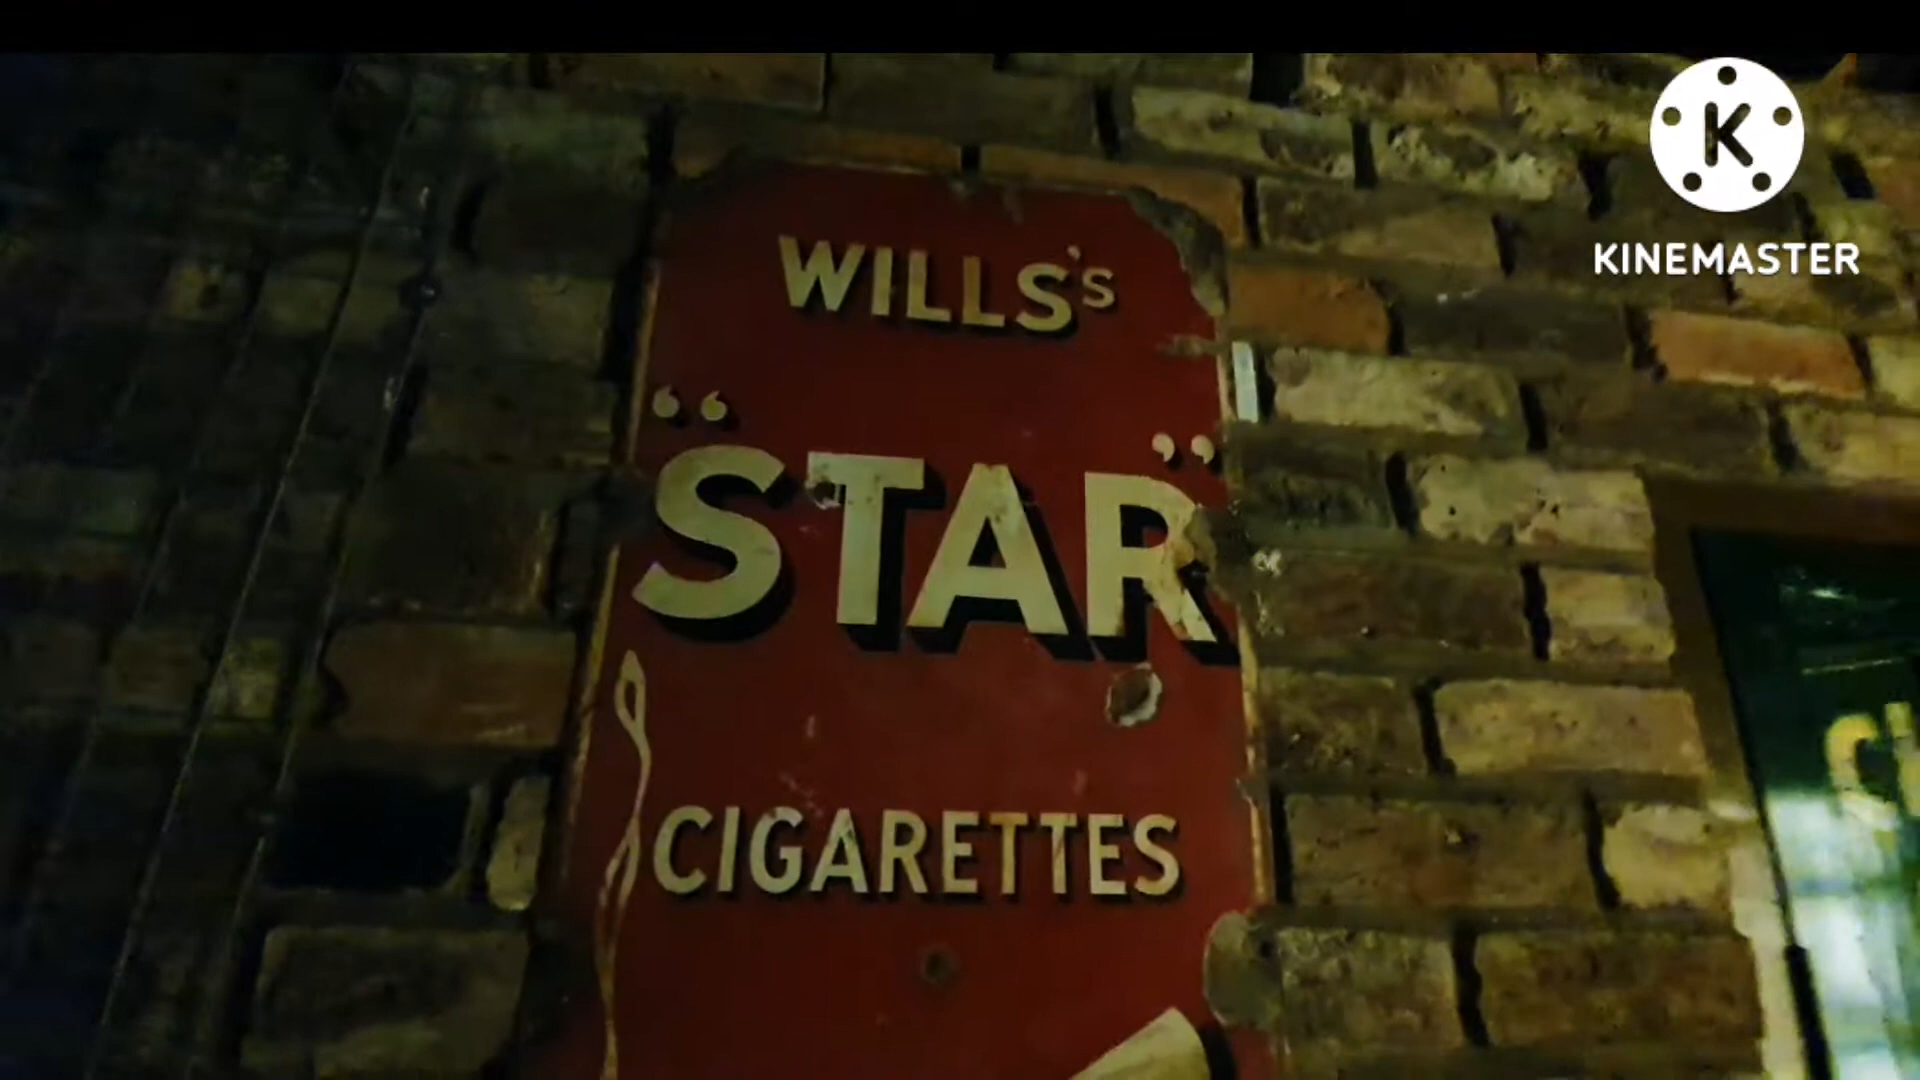 WILLS's
“STAR”
CIGARETTES
K
KINEMASTER